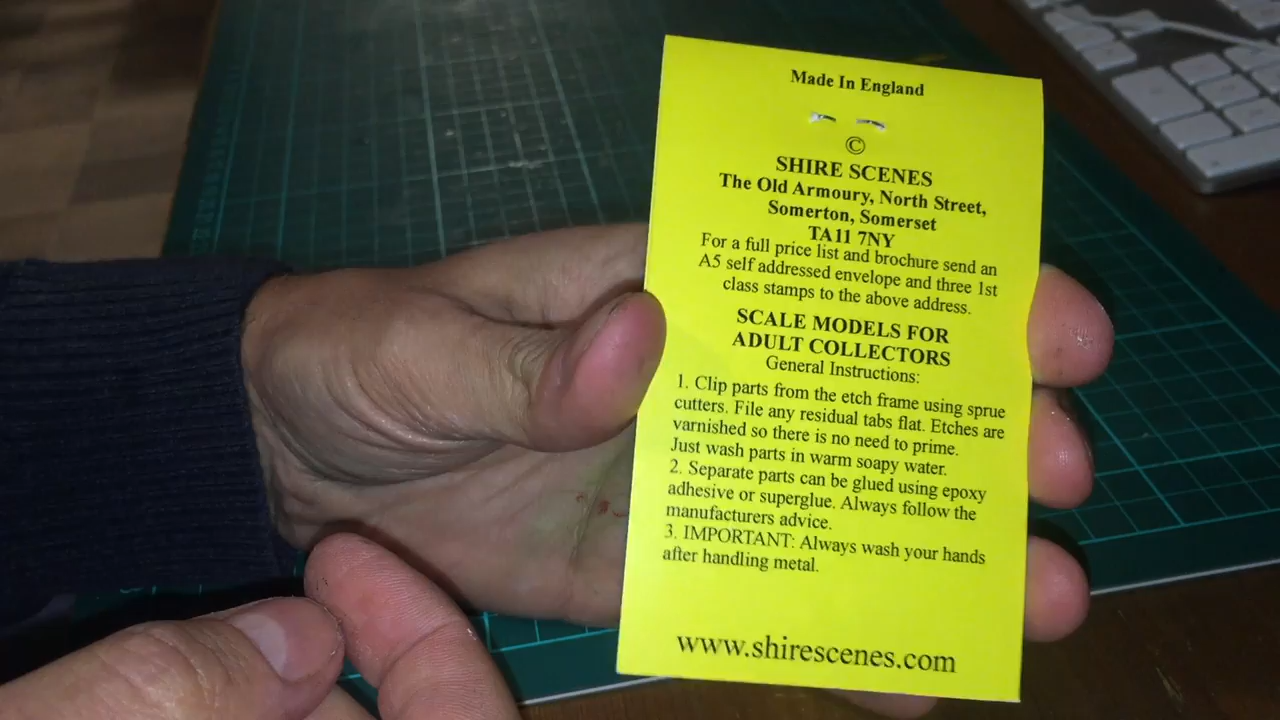 Made In England
©
SHIRE SCENES
The Old Armoury, North Street,
Somerton, Somerset
TA11 7NY
For a full price list and brochure send an
A5 self addressed envelope and three 1st
class stamps to the above address.
SCALE MODELS FOR
ADULT COLLECTORS
General Instructions:
1. Clip parts from the etch frame using sprue
cutters. File any residual tabs flat. Etches are
varnished so there is no need to prime.
Just wash parts in warm soapy water.
2. Separate parts can be glued using epoxy
adhesive or superglue. Always follow the
manufacturers advice.
3. IMPORTANT: Always wash your hands
after handling metal.
www.shirescenes.com